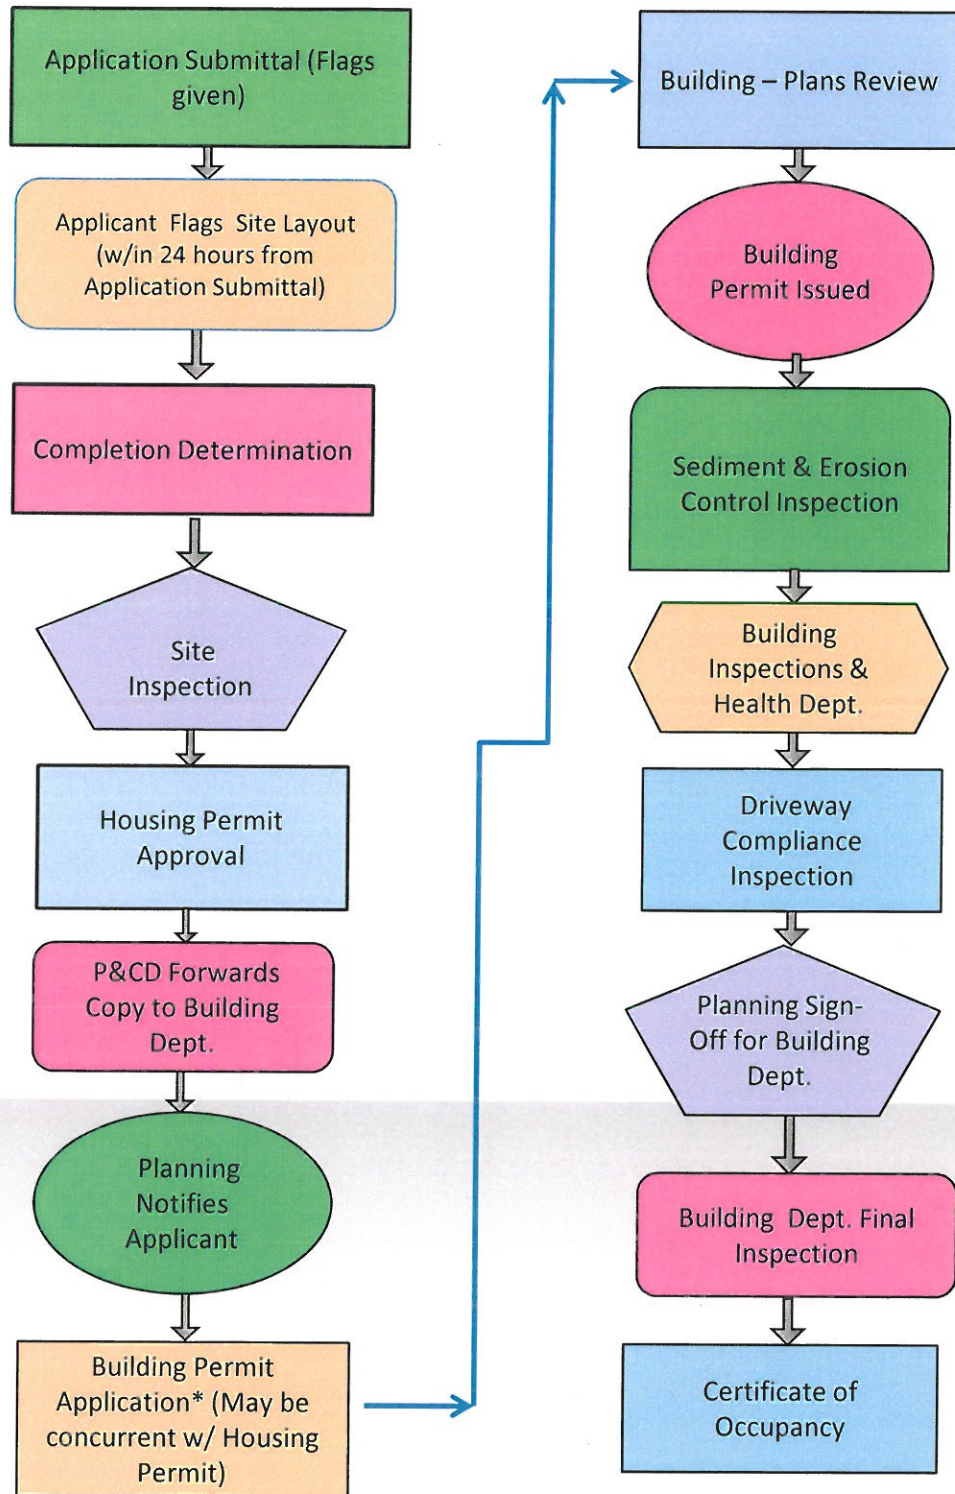 Application Submittal (Flags
given)
Applicant Flags Site Layout
(w/in 24 hours from
Application Submittal)
Completion Determination
Site
Inspection
Housing Permit
Approval
P&CD Forwards
Copy to Building
Dept.
Planning
Notifies
Applicant
Building Permit
Application* (May be
concurrent w/ Housing
Permit)
Building – Plans Review
Building
Permit Issued
Sediment & Erosion
Control Inspection
Building
Inspections &
Health Dept.
Driveway
Compliance
Inspection
Planning Sign-
Off for Building
Dept.
Building Dept. Final
Inspection
Certificate of
Occupancy